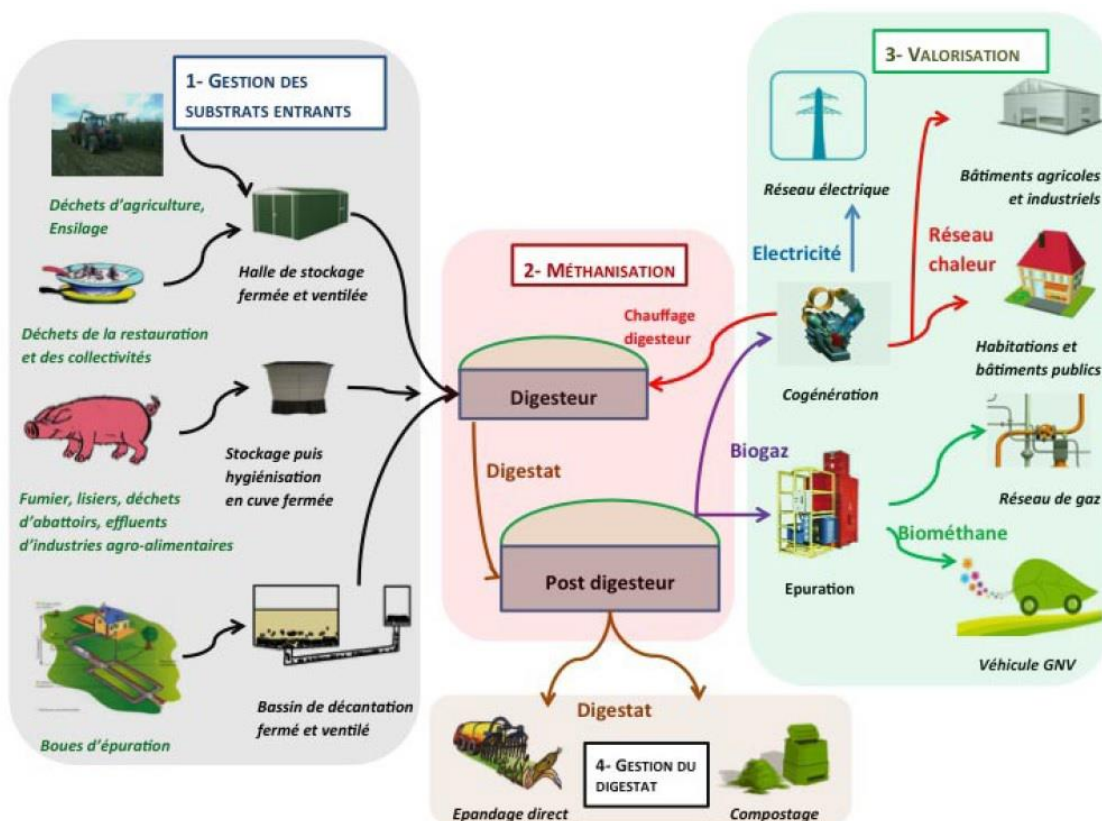 1- GESTION DES
SUBSTRATS ENTRANTS
Déchets d'agriculture,
Ensilage
Halle de stockage
fermée et ventilée
Déchets de la restauration
et des collectivités
Stockage puis
hygiénisation
en cuve fermée
Fumier, lisiers, déchets
d'abattoirs, effluents
d'industries agro-alimentaires
Bassin de décantation
fermé et ventilé
Boues d'épuration
2- MÉTHANISATION
Chauffage
digesteur
Digesteur
Digestat
Biogaz
Post digesteur
3- VALORISATION
Réseau électrique
Bâtiments agricoles
et industriels
Electricité
Réseau
chaleur
Cogénération
Habitations et
bâtiments publics
Réseau de gaz
Biométhane
Epuration
Véhicule GNV
Digestat
4- GESTION DU
DIGESTAT
Epandage direct
Compostage